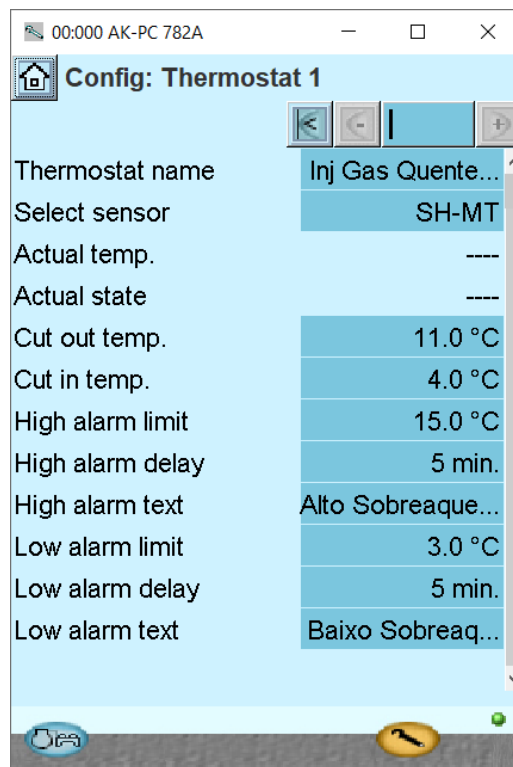 00:000 AK-PC 782A
Config: Thermostat 1
Thermostat name Inj Gas Quente...
Select sensor SH-MT
Actual temp. ----
Actual state ----
Cut out temp. 11.0 °C
Cut in temp. 4.0 °C
High alarm limit 15.0 °C
High alarm delay 5 min.
High alarm text Alto Sobreaque...
Low alarm limit 3.0 °C
Low alarm delay 5 min.
Low alarm text Baixo Sobreaq...